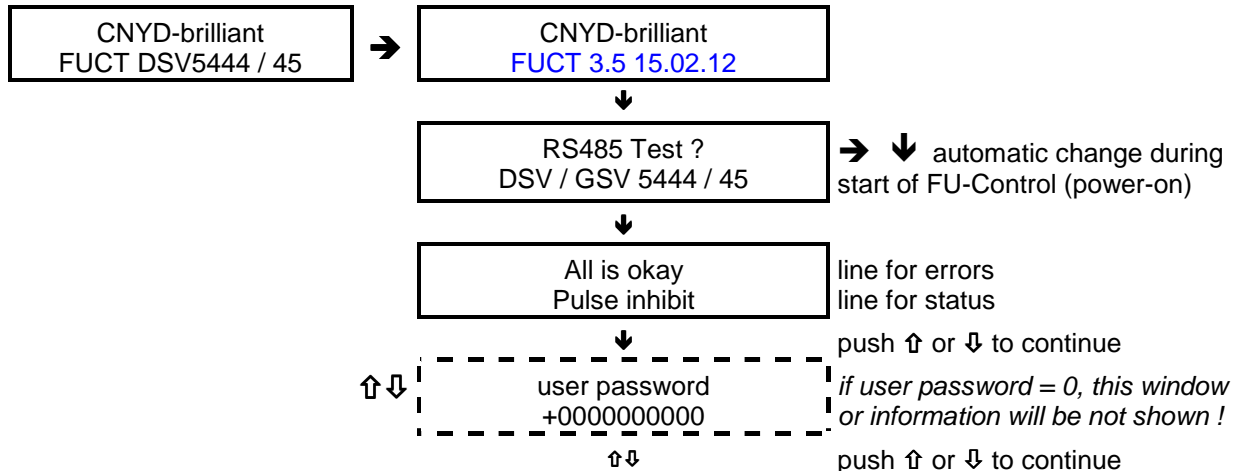 CNYD-brilliant
FUCT DSV5444 / 45
➔
CNYD-brilliant
FUCT 3.5 15.02.12
RS485 Test ?
DSV / GSV 5444 / 45
➔ 🡻 automatic change during
start of FU-Control (power-on)
All is okay
Pulse inhibit
line for errors
line for status
push ⇧ or ⇩ to continue
⇧⇩
user password
+0000000000
if user password = 0, this window
or information will be not shown !
⇧⇩
push ⇧ or ⇩ to continue